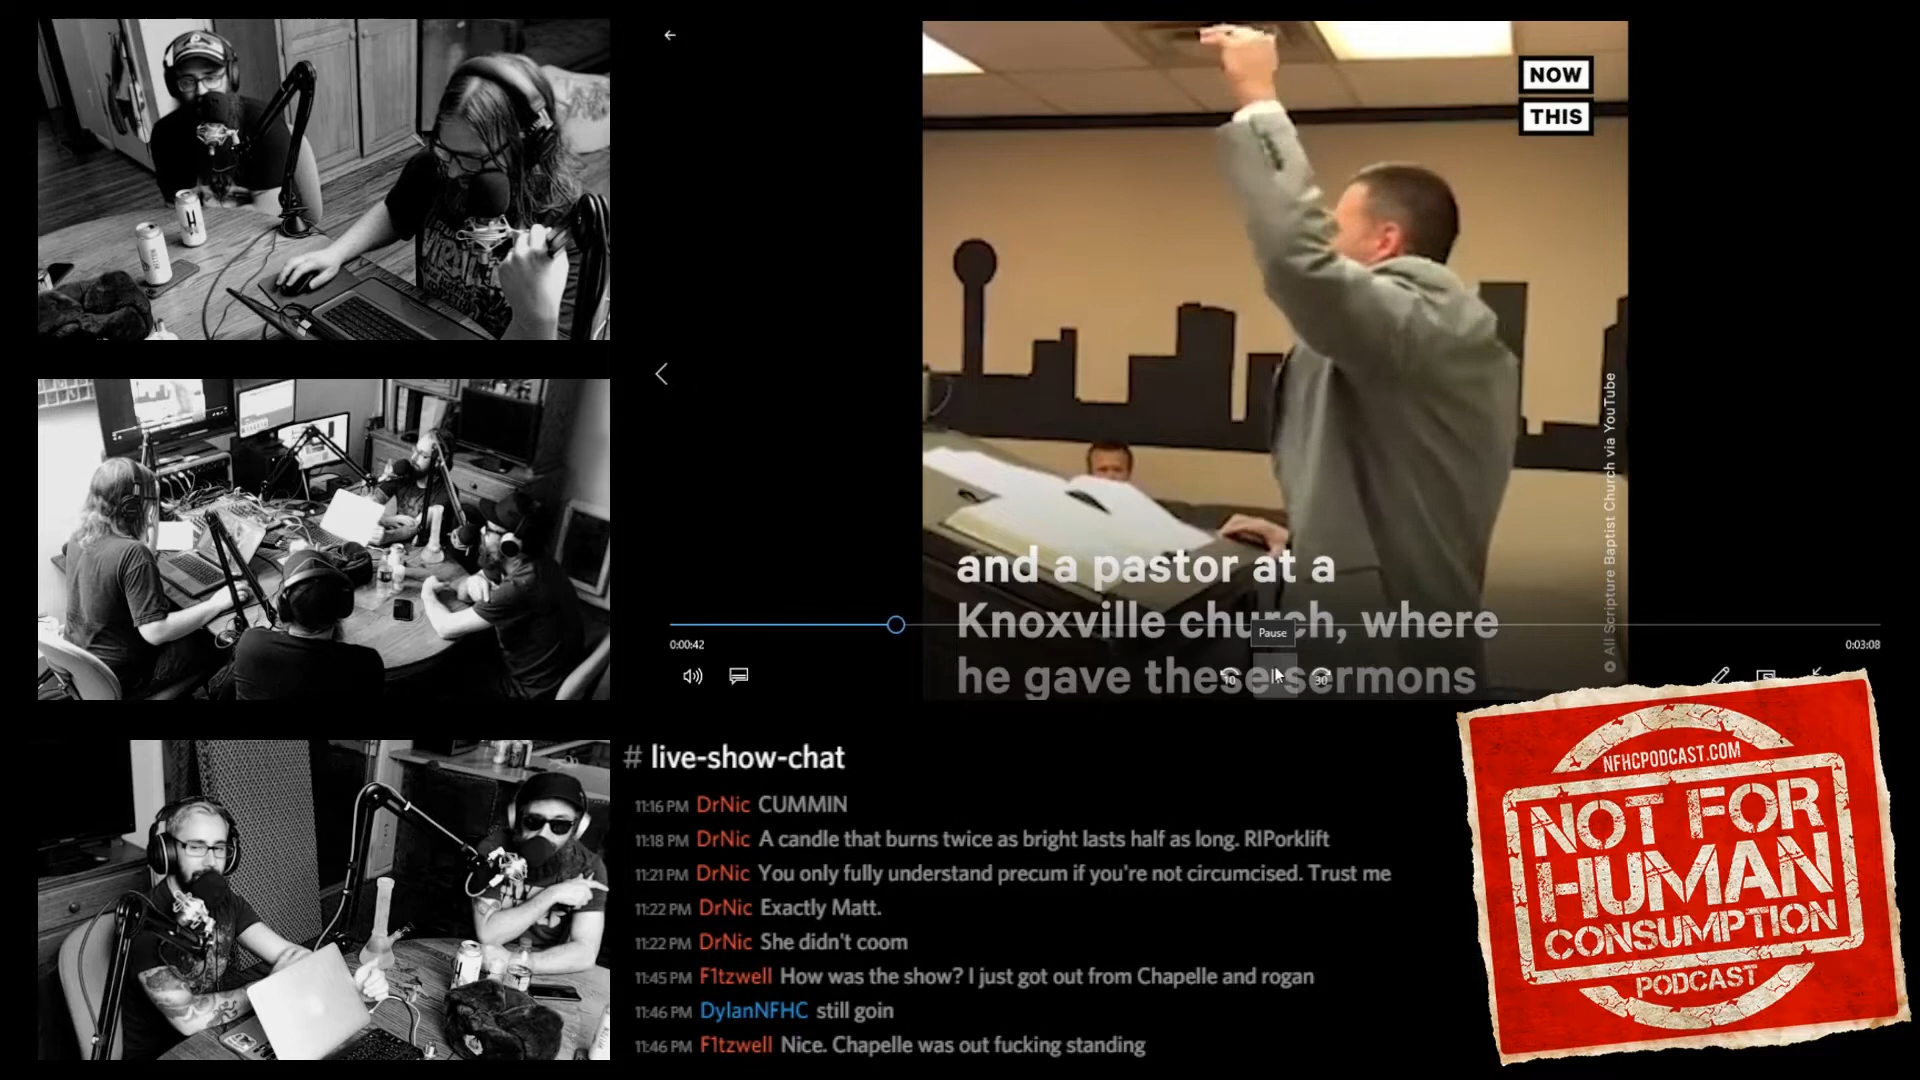 NOW
THIS
© All Scripture Baptist Church via YouTube
and a pastor at a
Knoxville church, where
Pause
he gave these sermons
0:00:42
0:03:08
10
30
# live-show-chat
11:16 PM DrNic CUMMIN
11:18 PM DrNic A candle that burns twice as bright lasts half as long. RIPorklift
11:21 PM DrNic You only fully understand precum if you're not circumcised. Trust me
11:22 PM DrNic Exactly Matt.
11:22 PM DrNic She didn't coom
11:45 PM F1tzwell How was the show? I just got out from Chapelle and rogan
11:46 PM DylanNFHC still goin
11:46 PM F1tzwell Nice. Chapelle was out fucking standing
NFHCPODCAST.COM
NOT FOR
HUMAN
CONSUMPTION
PODCAST